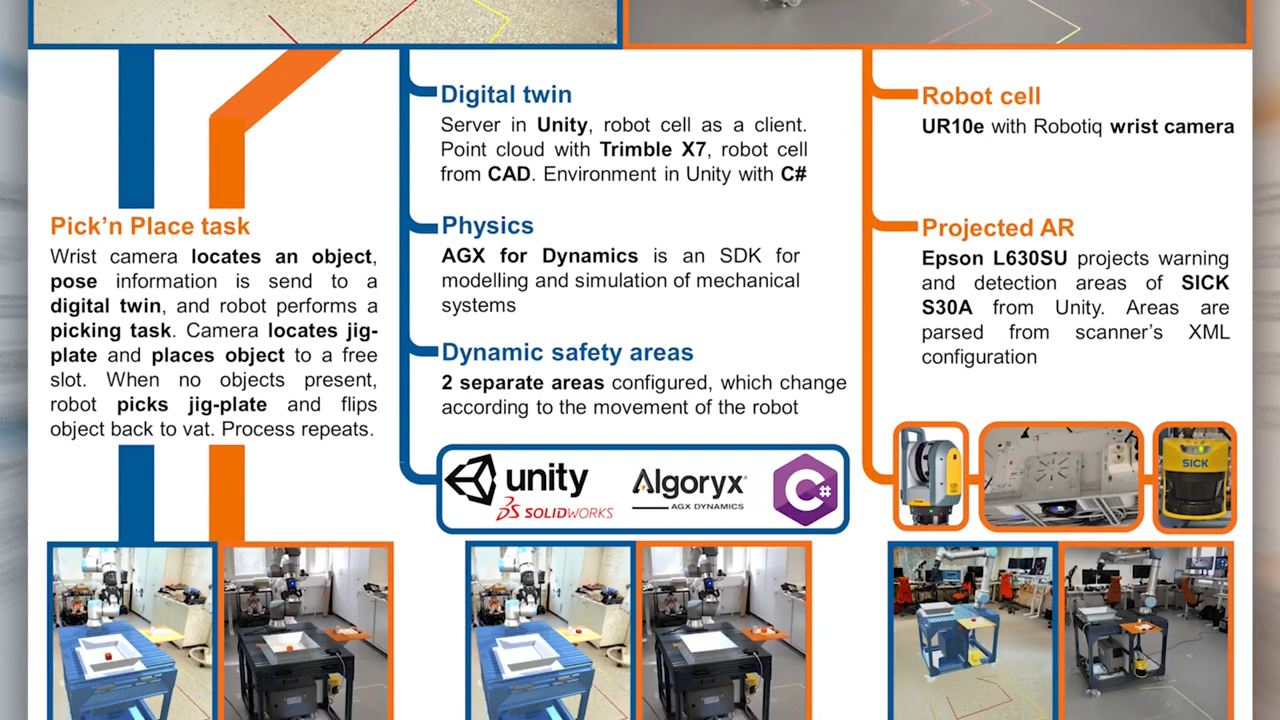 Digital twin
Server in Unity, robot cell as a client.
Point cloud with Trimble X7, robot cell
from CAD. Environment in Unity with C#
Robot cell
UR10e with Robotiq wrist camera
Pick'n Place task
Wrist camera locates an object,
pose information is send to a
digital twin, and robot performs a
picking task. Camera locates jig-
plate and places object to a free
slot. When no objects present,
robot picks jig-plate and flips
object back to vat. Process repeats.
Physics
AGX for Dynamics is an SDK for
modelling and simulation of mechanical
systems
Dynamic safety areas
2 separate areas configured, which change
according to the movement of the robot
Projected AR
Epson L630SU projects warning
and detection areas of SICK
S30A from Unity. Areas are
parsed from scanner's XML
configuration
unity
SOLIDWORKS
Algoryx
AGX DYNAMICS
C#
SICK